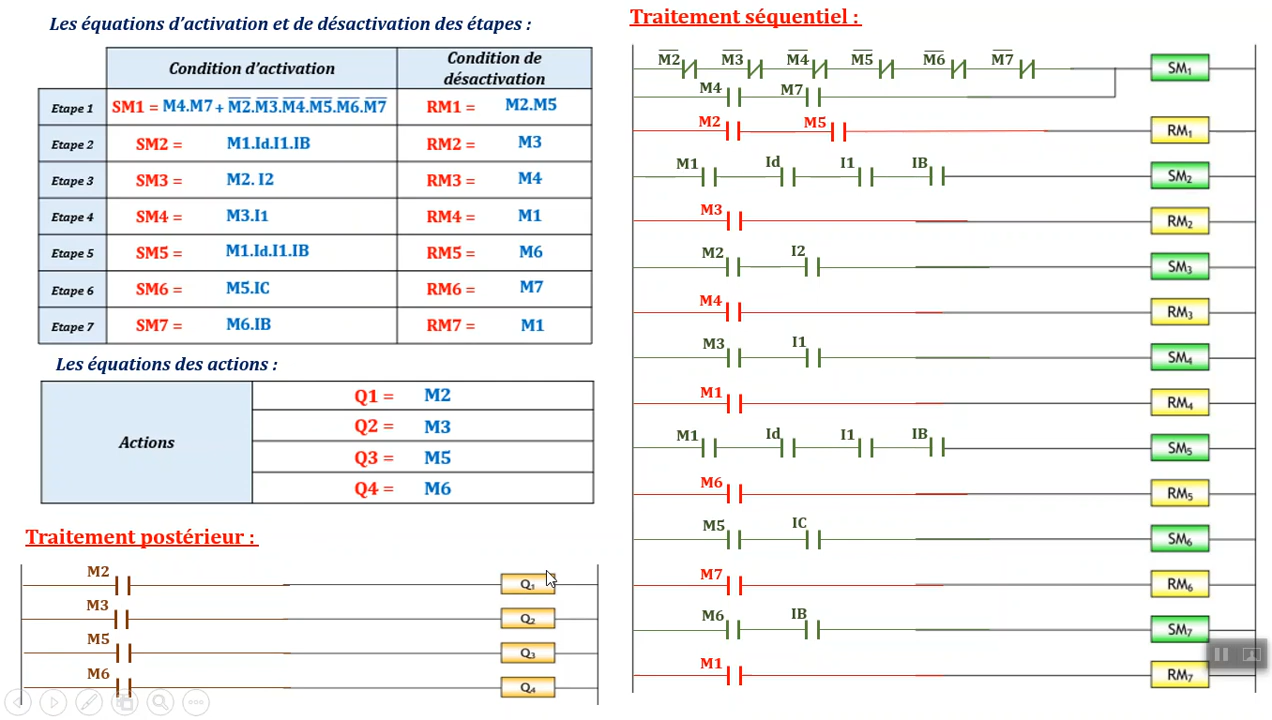 Les équations d'activation et de désactivation des étapes :
Condition d'activation
Condition de
désactivation
Etape 1 SM1 = M4.M7 + M̅2̅.M̅3̅.M̅4̅.M̅5̅.M̅6̅.M̅7̅ RM1 = M2.M5
Etape 2 SM2 = M1.Id.I1.IB RM2 = M3
Etape 3 SM3 = M2. I2 RM3 = M4
Etape 4 SM4 = M3.I1 RM4 = M1
Etape 5 SM5 = M1.Id.I1.IB RM5 = M6
Etape 6 SM6 = M5.IC RM6 = M7
Etape 7 SM7 = M6.IB RM7 = M1
Les équations des actions :
Actions
Q1 = M2
Q2 = M3
Q3 = M5
Q4 = M6
Traitement postérieur :
M2 Q1
M3 Q2
M5 Q3
M6 Q4
Traitement séquentiel :
M̅2̅ M̅3̅ M̅4̅ M̅5̅ M̅6̅ M̅7̅ SM1
M4 M7
M2 M5 RM1
M1 Id I1 IB SM2
M3 RM2
M2 I2 SM3
M4 RM3
M3 I1 SM4
M1 RM4
M1 Id I1 IB SM5
M6 RM5
M5 IC SM6
M7 RM6
M6 IB SM7
M1 RM7